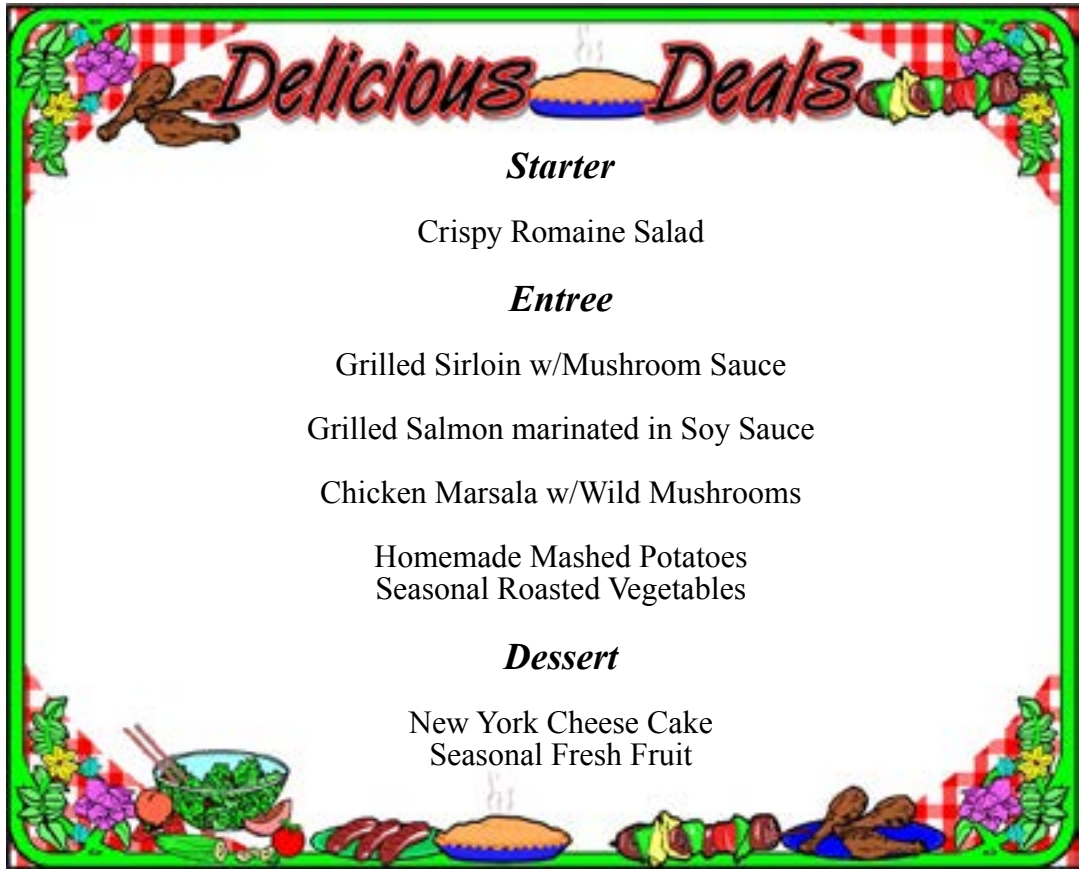 Delicious Deals
Starter
Crispy Romaine Salad
Entree
Grilled Sirloin w/Mushroom Sauce
Grilled Salmon marinated in Soy Sauce
Chicken Marsala w/Wild Mushrooms
Homemade Mashed Potatoes
Seasonal Roasted Vegetables
Dessert
New York Cheese Cake
Seasonal Fresh Fruit